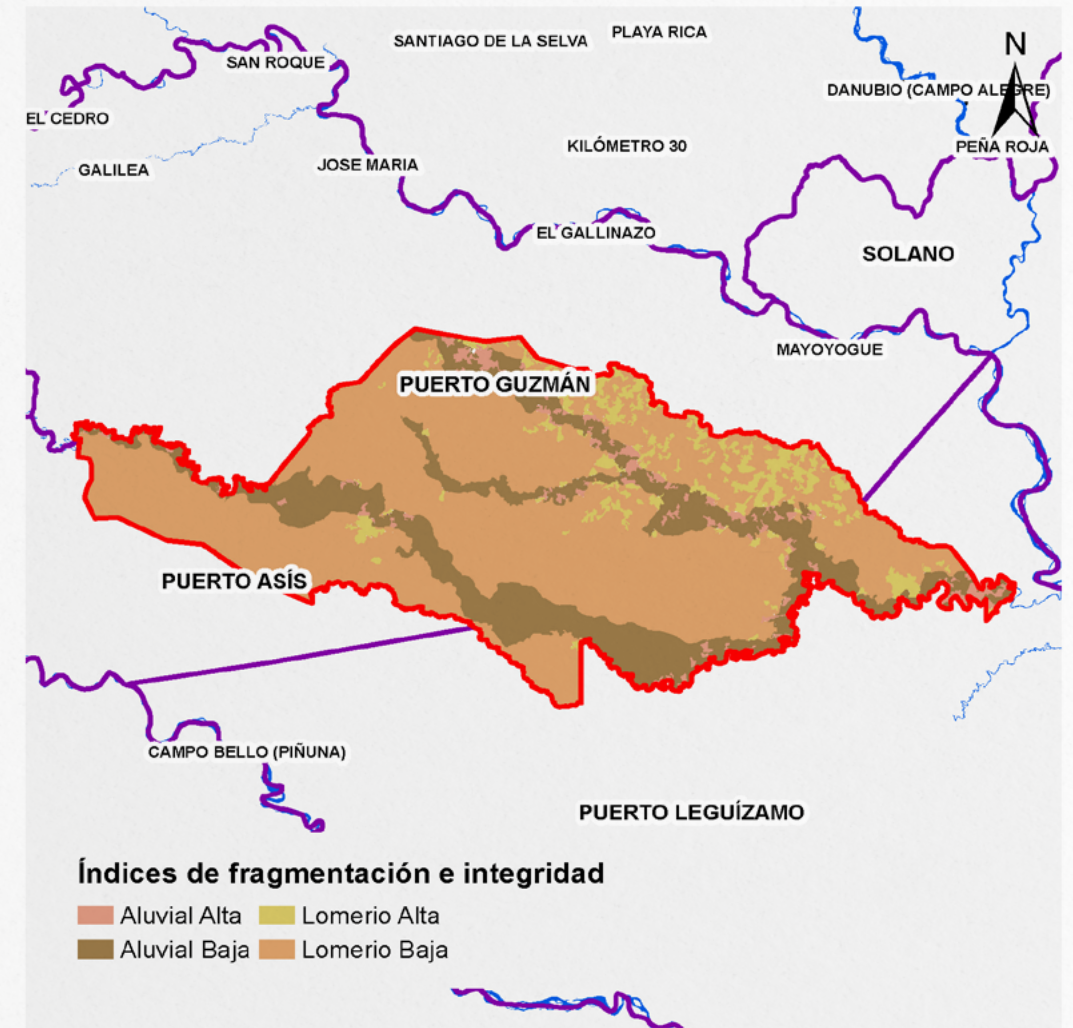 PLAYA RICA
SANTIAGO DE LA SELVA
N
SAN ROQUE
DANUBIO (CAMPO ALEGRE)
EL CEDRO
KILÓMETRO 30
PEÑA ROJA
JOSE MARIA
GALILEA
EL GALLINAZO
SOLANO
MAYOYOGUE
PUERTO GUZMÁN
PUERTO ASÍS
CAMPO BELLO (PIÑUNA)
PUERTO LEGUÍZAMO
Índices de fragmentación e integridad
Aluvial Alta Lomerio Alta
Aluvial Baja Lomerio Baja